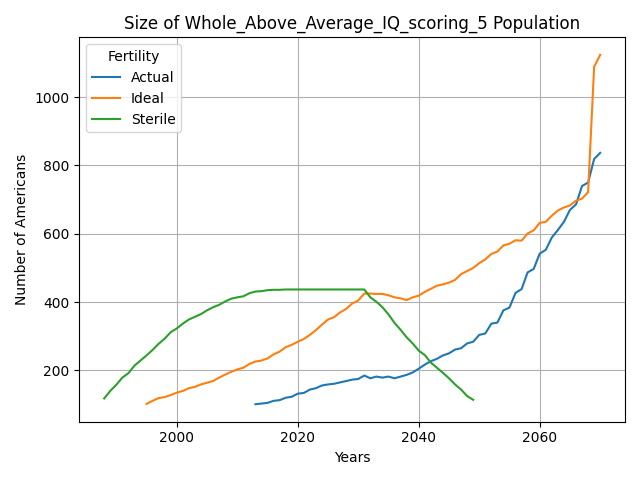 Size of Whole_Above_Average_IQ_scoring_5 Population
Fertility
Actual
Ideal
Sterile
Number of Americans
1000
800
600
400
200
2000
2020
2040
2060
Years